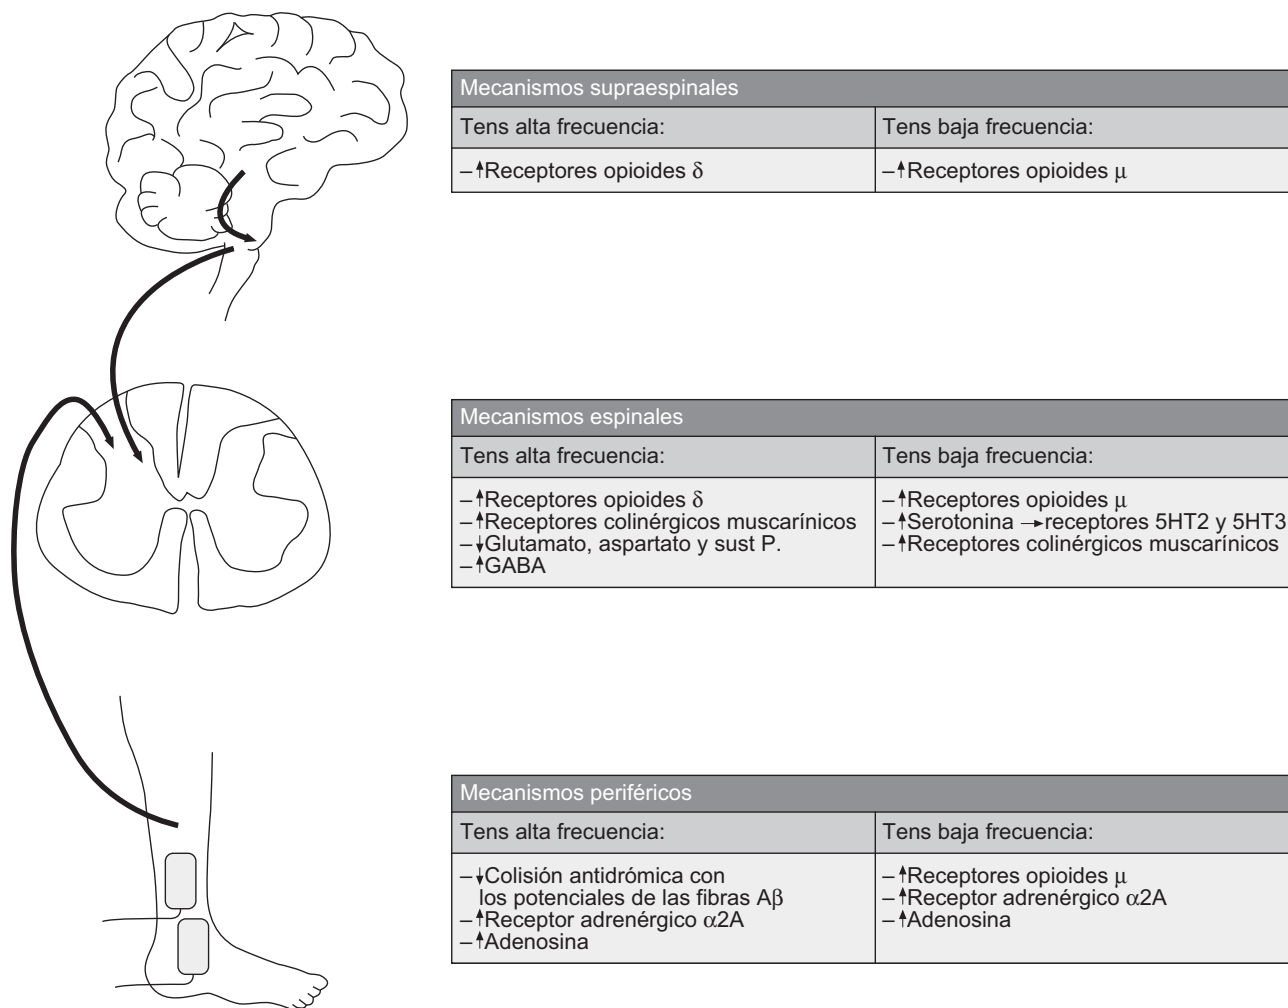 Mecanismos supraespinales
Tens alta frecuencia:
Tens baja frecuencia:
–↑Receptores opioides δ
–↑Receptores opioides μ
Mecanismos espinales
Tens alta frecuencia:
Tens baja frecuencia:
–↑Receptores opioides δ
–↑Receptores colinérgicos muscarínicos
–↓Glutamato, aspartato y sust P.
–↑GABA
–↑Receptores opioides μ
–↑Serotonina →receptores 5HT2 y 5HT3
–↑Receptores colinérgicos muscarínicos
Mecanismos periféricos
Tens alta frecuencia:
Tens baja frecuencia:
–↓Colisión antidrómica con
los potenciales de las fibras Aβ
–↑Receptor adrenérgico α2A
–↑Adenosina
–↑Receptores opioides μ
–↑Receptor adrenérgico α2A
–↑Adenosina